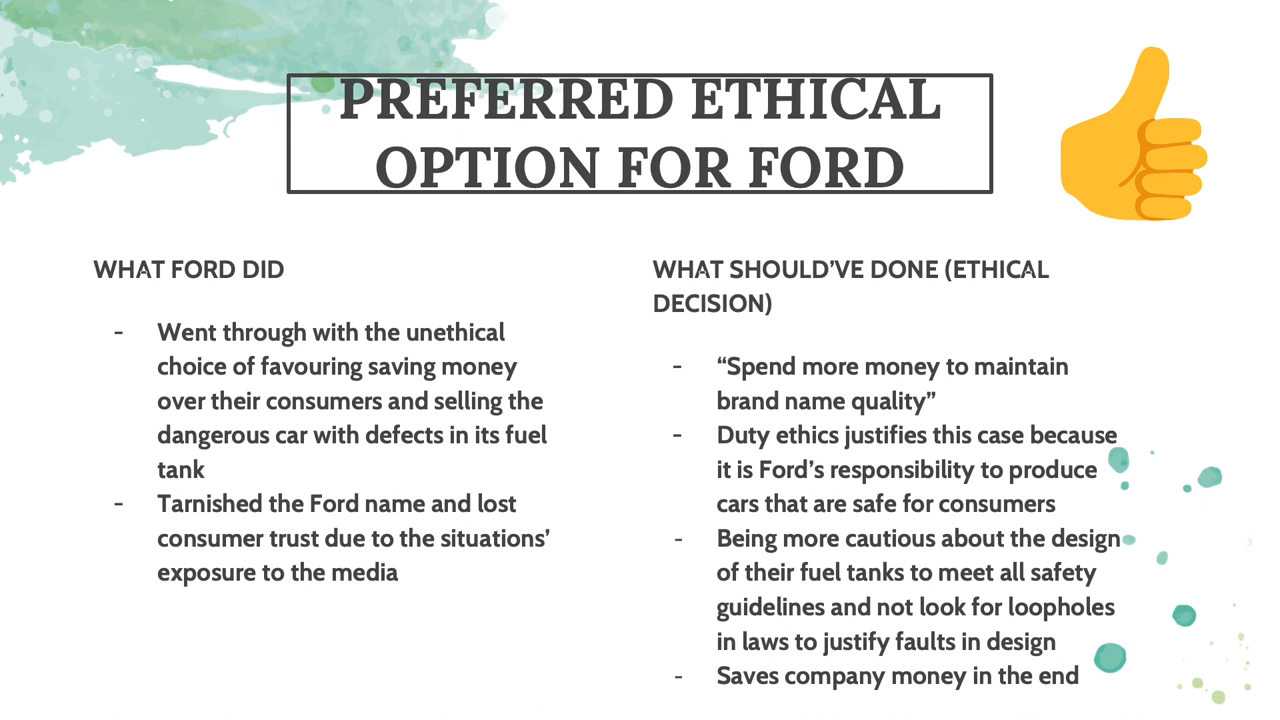 PREFERRED ETHICAL
OPTION FOR FORD
WHAT FORD DID
- Went through with the unethical
choice of favouring saving money
over their consumers and selling the
dangerous car with defects in its fuel
tank
- Tarnished the Ford name and lost
consumer trust due to the situations’
exposure to the media
WHAT SHOULD’VE DONE (ETHICAL
DECISION)
- “Spend more money to maintain
brand name quality”
- Duty ethics justifies this case because
it is Ford’s responsibility to produce
cars that are safe for consumers
- Being more cautious about the design
of their fuel tanks to meet all safety
guidelines and not look for loopholes
in laws to justify faults in design
- Saves company money in the end